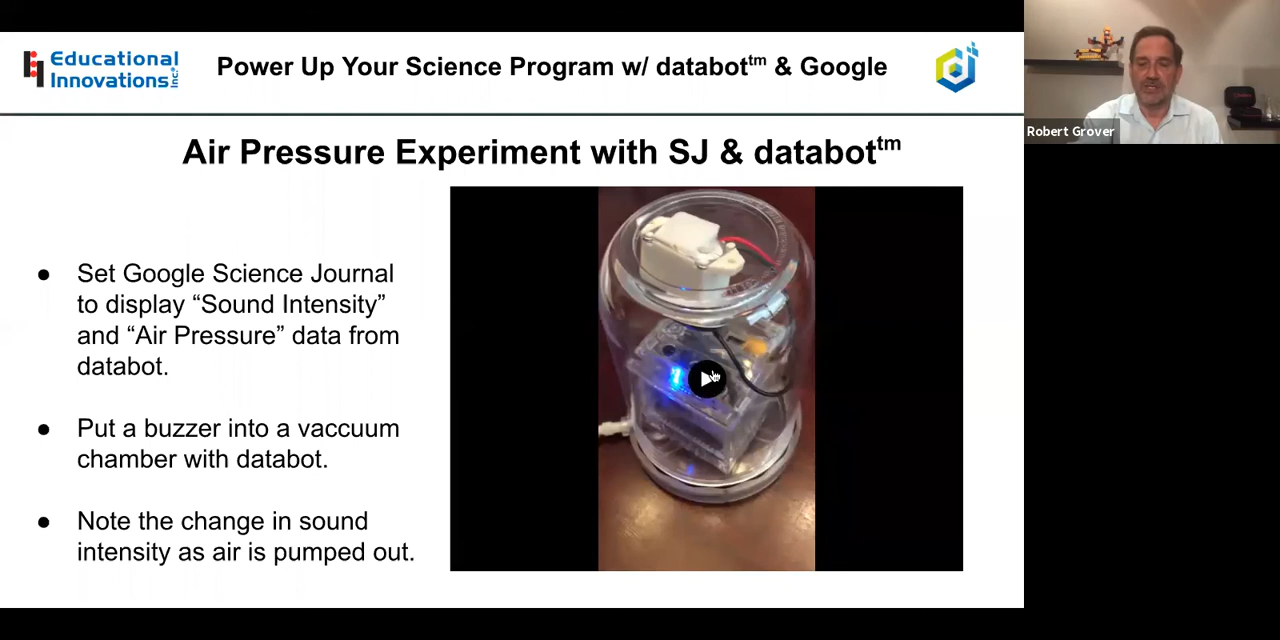 Educational
Innovations Inc.®
Power Up Your Science Program w/ databot™ & Google
Robert Grover
Air Pressure Experiment with SJ & databot™
● Set Google Science Journal
to display “Sound Intensity”
and “Air Pressure” data from
databot.
● Put a buzzer into a vaccuum
chamber with databot.
● Note the change in sound
intensity as air is pumped out.